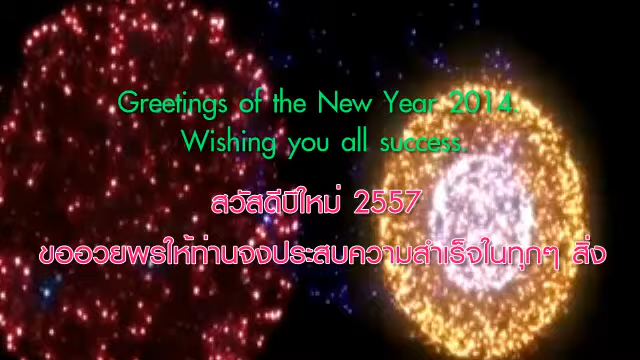 Greetings of the New Year 2014.
Wishing you all success.
สวัสดีปีใหม่ 2557
ขออวยพรให้ท่านจงประสบความสำเร็จในทุกๆ สิ่ง